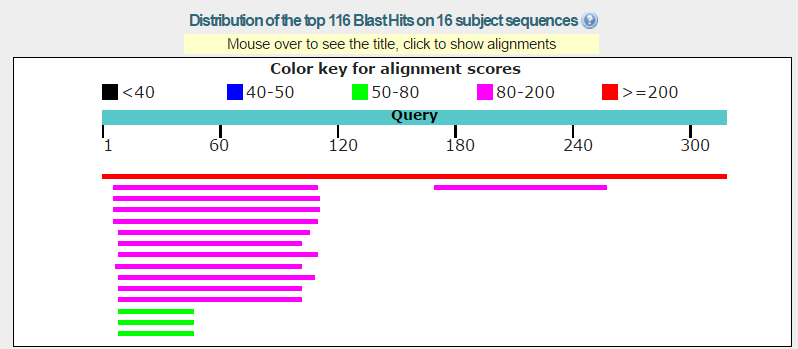 Distribution of the top 116 Blast Hits on 16 subject sequences ?
Mouse over to see the title, click to show alignments
Color key for alignment scores
<40 40-50 50-80 80-200 >=200
Query
1 60 120 180 240 300